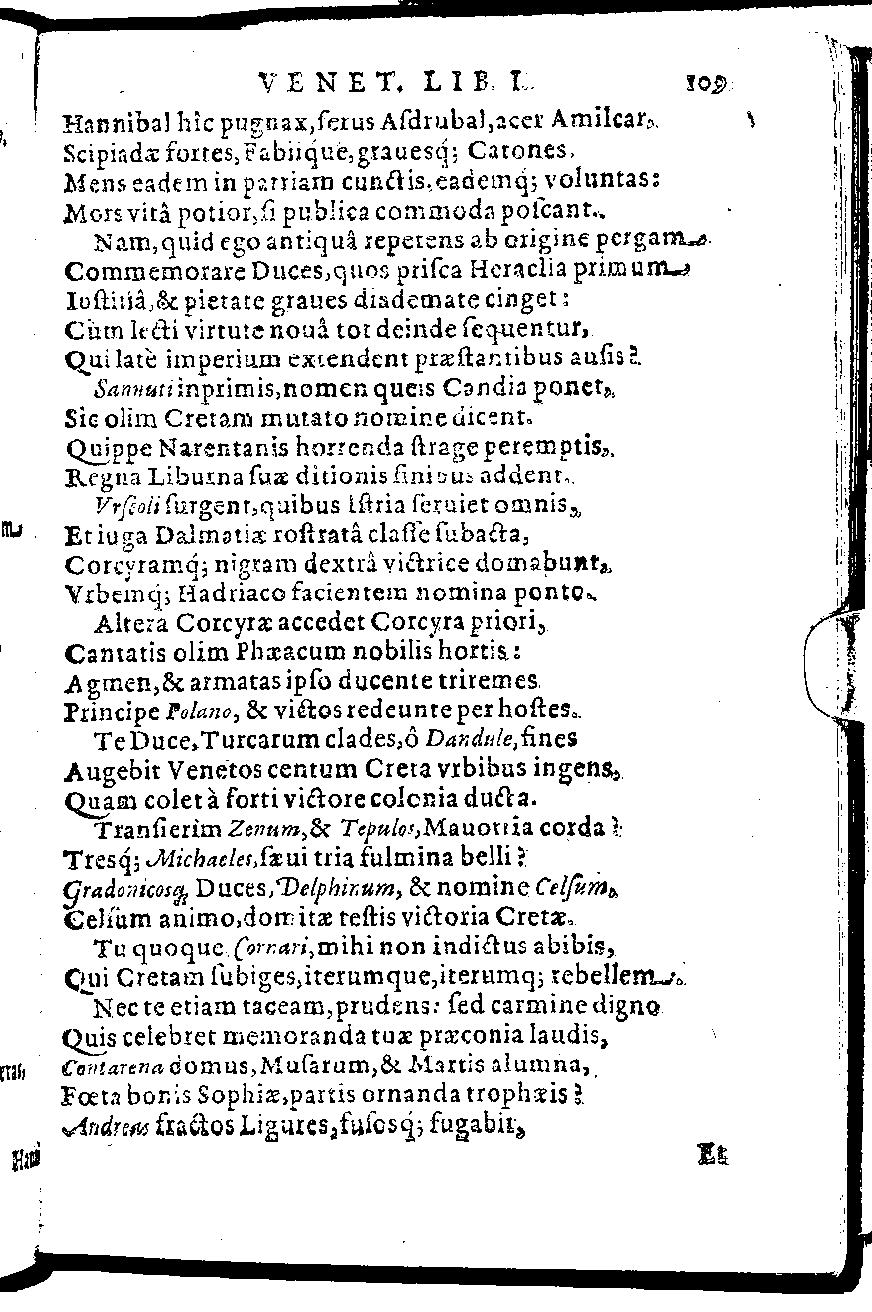 VENET. LIB. I. 109
Hannibal hîc pugnax, ferus Aſdrubal, acer Amilcar,
Scipiadæ fortes, Fabiique, graueſq́; Catones.
Mens eadem in patriam cunctis, eademq́; voluntas:
Mors vitâ potior, ſi publica commoda poſcant.
Nam, quid ego antiquâ repetens ab origine pergam
Commemorare Duces, quos priſca Heraclia primum
Iuſtitiâ, & pietate graues diademate cinget:
Cùm lecti virtute nouâ tot deinde ſequentur,
Qui latè imperium extendent præſtantibus auſis?
Sannuti inprimis, nomen queis Candia ponet,
Sic olim Cretam mutato nomine dicent.
Quippe Narentanis horrenda ſtrage peremptis,
Regna Liburna ſuæ ditionis finibus addent.
Vrſeoli ſurgent, quibus Iſtria ſeruiet omnis,
Et iuga Dalmatiæ roſtratâ claſſe ſubacta,
Corcyramq́; nigram dextrâ victrice domabunt,
Vrbemq́; Hadriaco facientem nomina ponto.
Altera Corcyræ accedet Corcyra priori,
Cantatis olim Phæacum nobilis hortis:
Agmen, & armatas ipſo ducente triremes
Principe Polano, & victos redeunte per hoſtes.
Te Duce, Turcarum clades, ô Dandule, fines
Augebit Venetos centum Creta vrbibus ingens,
Quam colet à forti victore colonia ducta.
Tranſierim Zenum, & Tepulos, Mauortia corda?
Tresq́; Michaeles, ſæui tria fulmina belli?
Gradonicosq́; Duces, Delphinum, & nomine Celſum,
Celſum animo, domitæ teſtis victoria Cretæ.
Tu quoque Cornari, mihi non indictus abibis,
Qui Cretam ſubiges, iterumque, iterumq; rebellem.
Nec te etiam taceam, prudens: ſed carmine digno
Quis celebret memoranda tuæ præconia laudis,
Contarena domus, Muſarum, & Martis alumna,
Fœta bonis Sophiæ, partis ornanda trophæis?
Andreas fractos Ligures, fuſosq́; fugabit,
Et